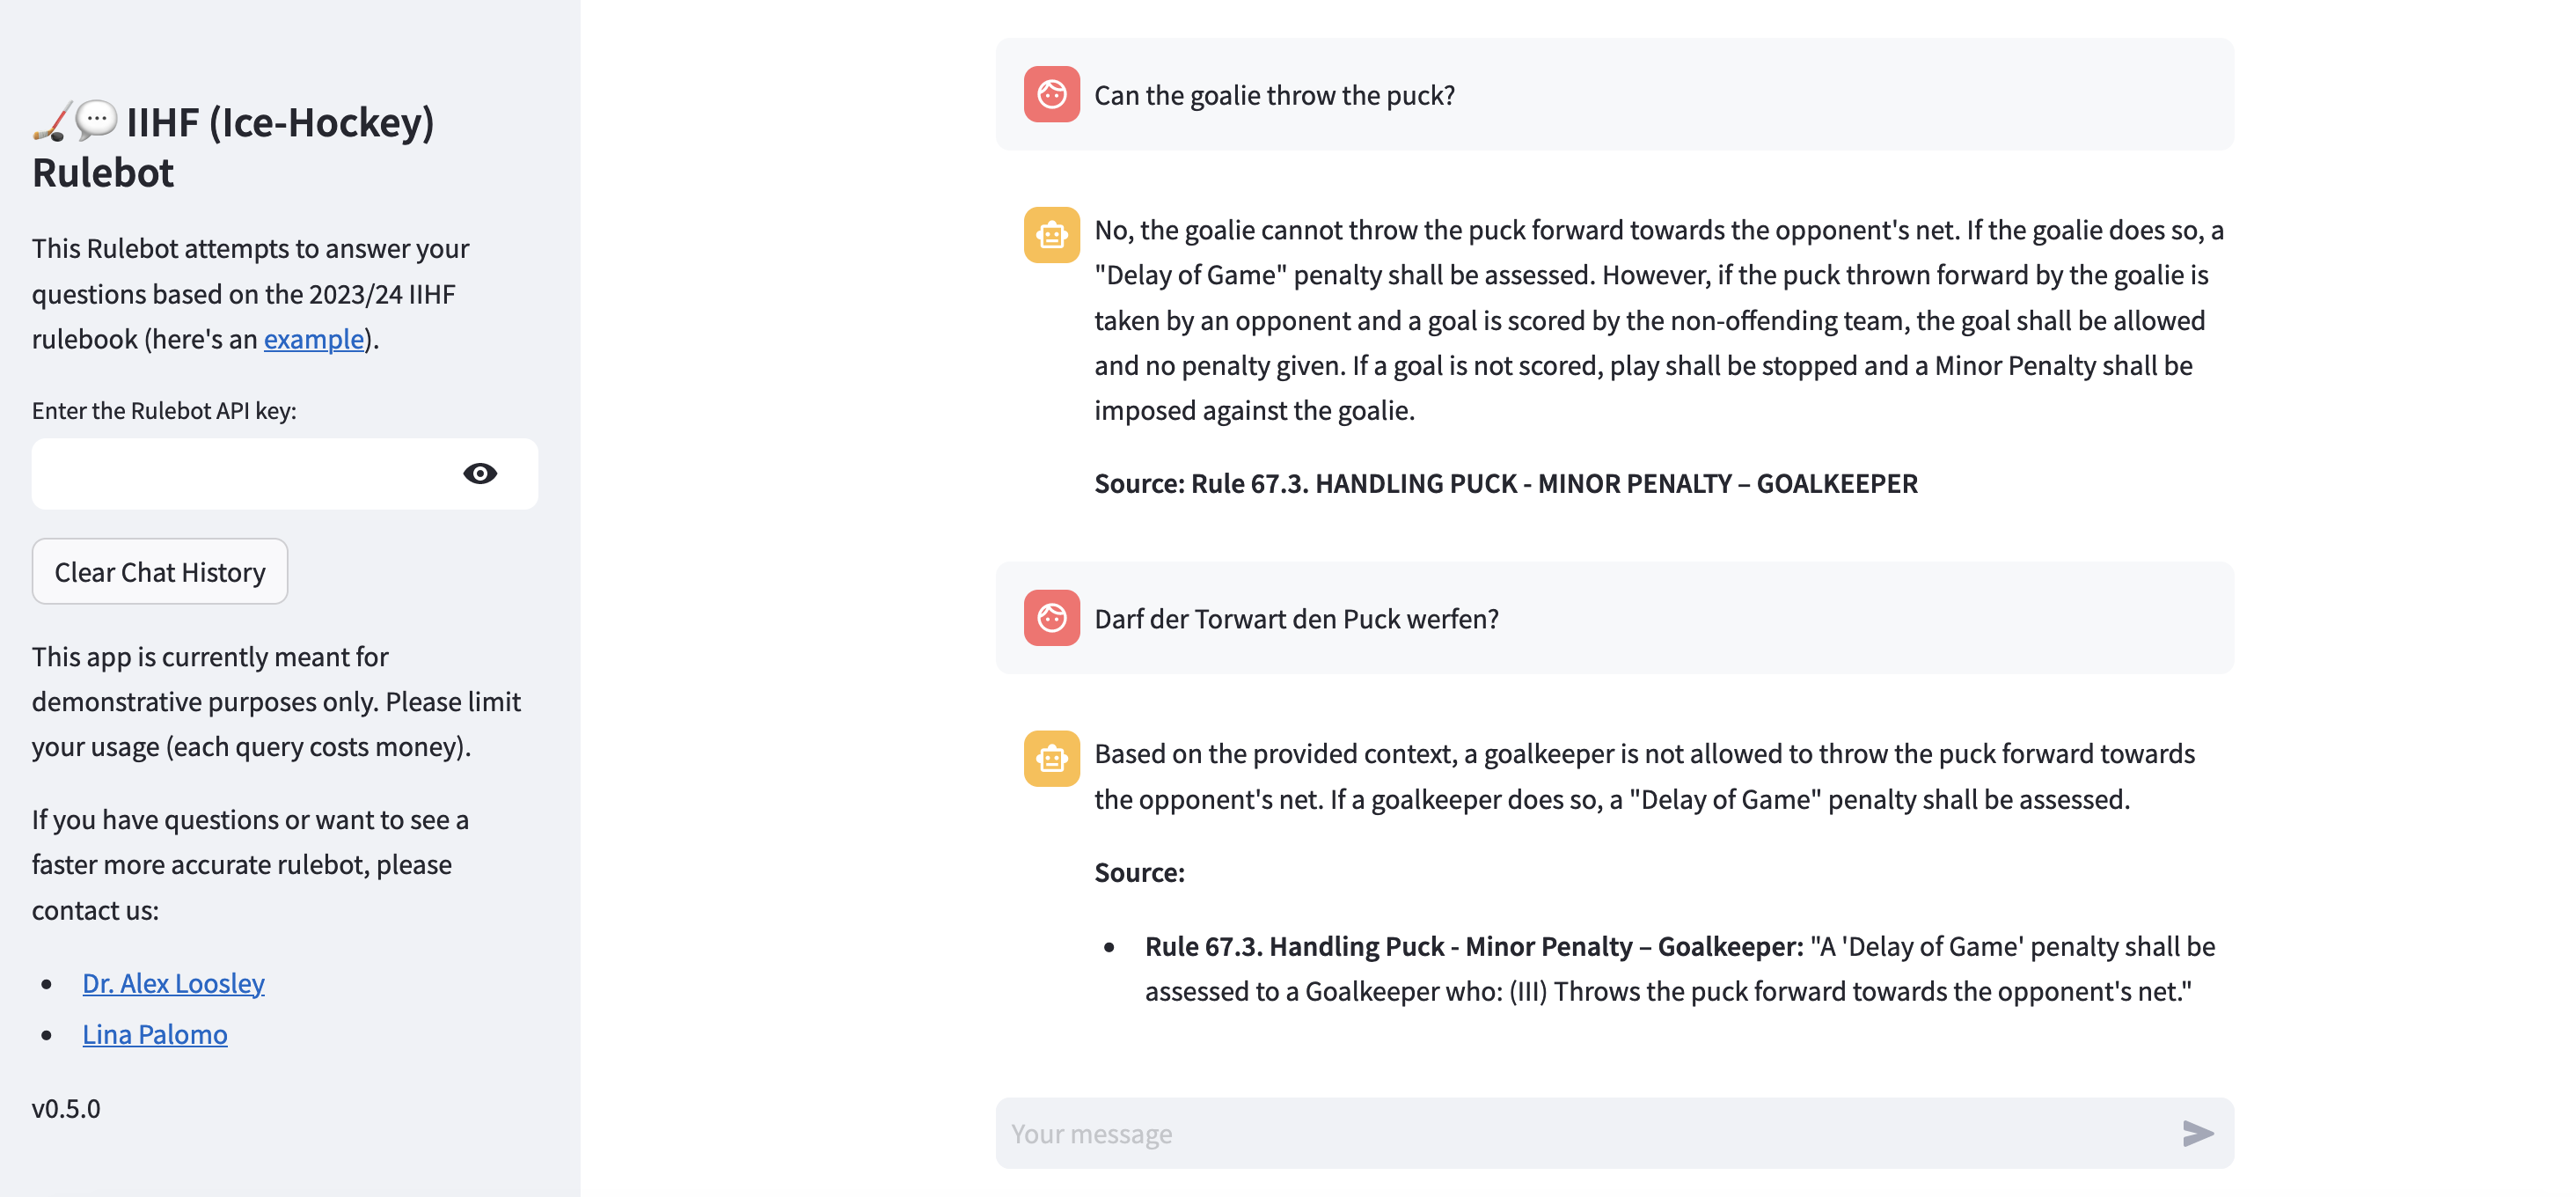 IIHF (Ice-Hockey)
Rulebot
This Rulebot attempts to answer your
questions based on the 2023/24 IIHF
rulebook (here's an example).
Enter the Rulebot API key:
Clear Chat History
This app is currently meant for
demonstrative purposes only. Please limit
your usage (each query costs money).
If you have questions or want to see a
faster more accurate rulebot, please
contact us:
• Dr. Alex Loosley
• Lina Palomo
v0.5.0
Can the goalie throw the puck?
No, the goalie cannot throw the puck forward towards the opponent's net. If the goalie does so, a
"Delay of Game" penalty shall be assessed. However, if the puck thrown forward by the goalie is
taken by an opponent and a goal is scored by the non-offending team, the goal shall be allowed
and no penalty given. If a goal is not scored, play shall be stopped and a Minor Penalty shall be
imposed against the goalie.
Source: Rule 67.3. HANDLING PUCK - MINOR PENALTY – GOALKEEPER
Darf der Torwart den Puck werfen?
Based on the provided context, a goalkeeper is not allowed to throw the puck forward towards
the opponent's net. If a goalkeeper does so, a "Delay of Game" penalty shall be assessed.
Source:
• Rule 67.3. Handling Puck - Minor Penalty – Goalkeeper: "A 'Delay of Game' penalty shall be
assessed to a Goalkeeper who: (III) Throws the puck forward towards the opponent's net."
Your message